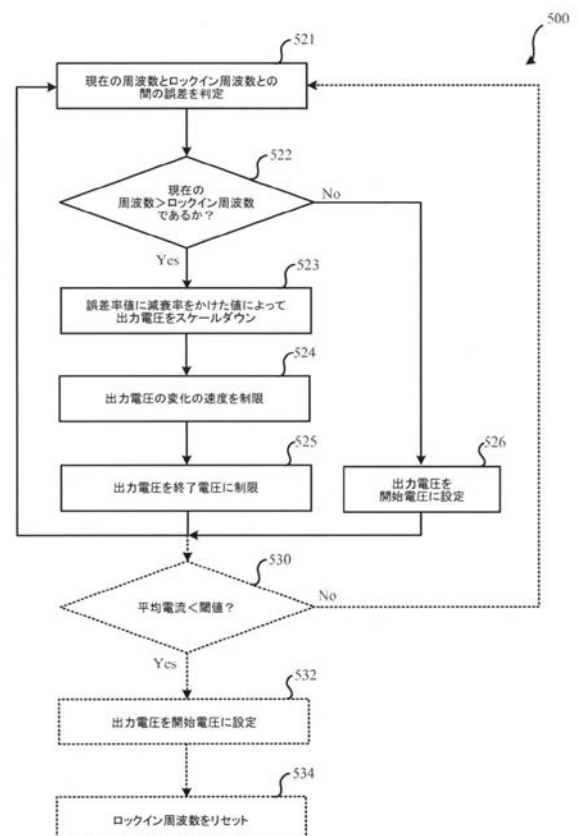 500
521
現在の周波数とロックイン周波数との
間の誤差を判定
522
現在の
周波数>ロックイン周波数
であるか?
No
Yes
523
誤差率値に減衰率をかけた値によって
出力電圧をスケールダウン
524
出力電圧の変化の速度を制限
525
出力電圧を終了電圧に制限
526
出力電圧を
開始電圧に設定
530
平均電流<閾値?
No
Yes
532
出力電圧を開始電圧に設定
534
ロックイン周波数をリセット